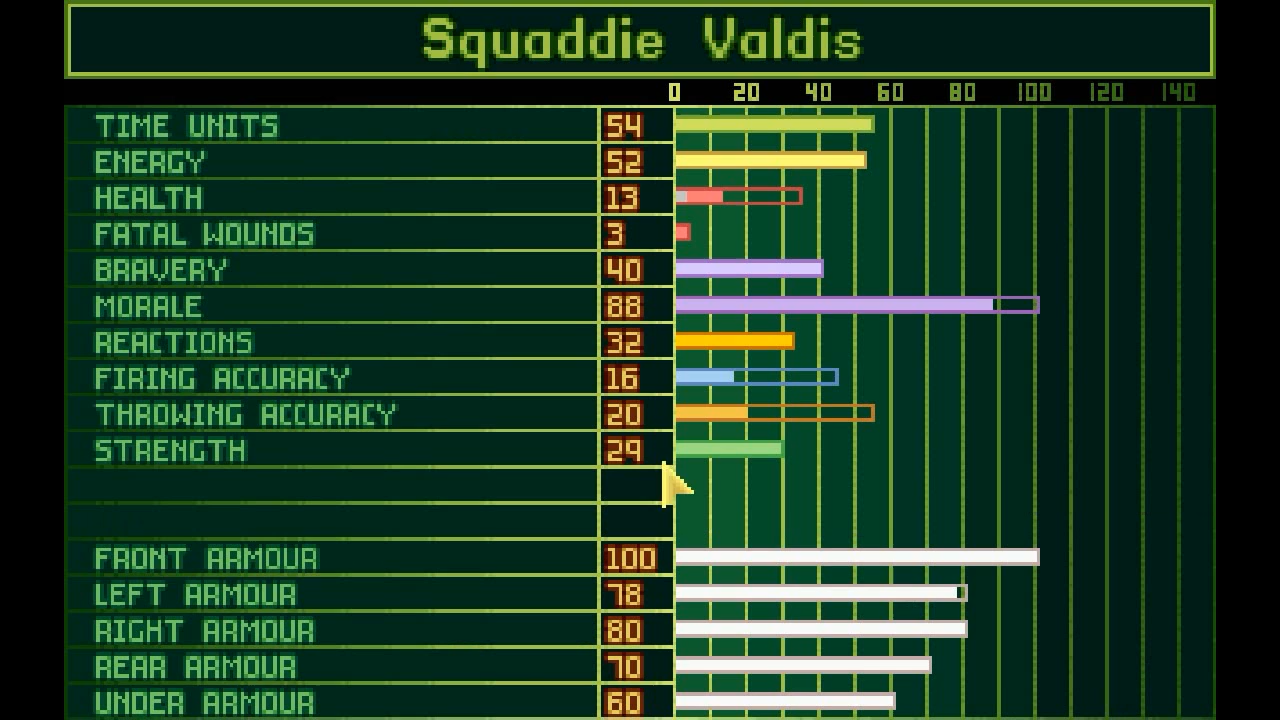 Squaddie Valdis
0 20 40 60 80 100 120 140
TIME UNITS 54
ENERGY 52
HEALTH 13
FATAL WOUNDS 3
BRAVERY 40
MORALE 88
REACTIONS 32
FIRING ACCURACY 16
THROWING ACCURACY 20
STRENGTH 29
FRONT ARMOUR 100
LEFT ARMOUR 78
RIGHT ARMOUR 80
REAR ARMOUR 70
UNDER ARMOUR 60